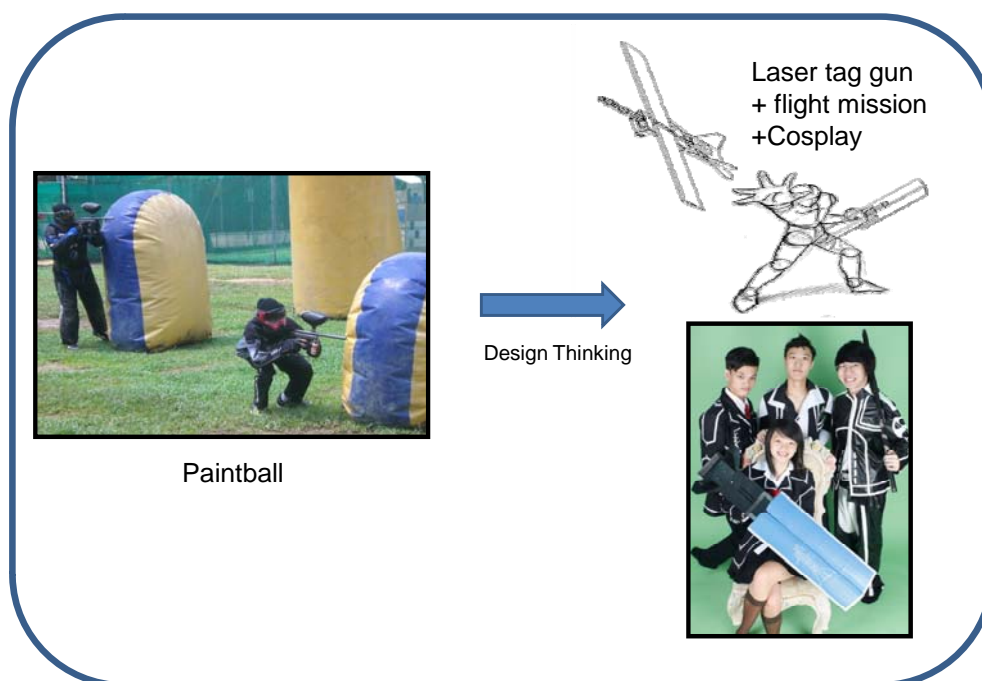 Laser tag gun
+ flight mission
+Cosplay
Design Thinking
Paintball